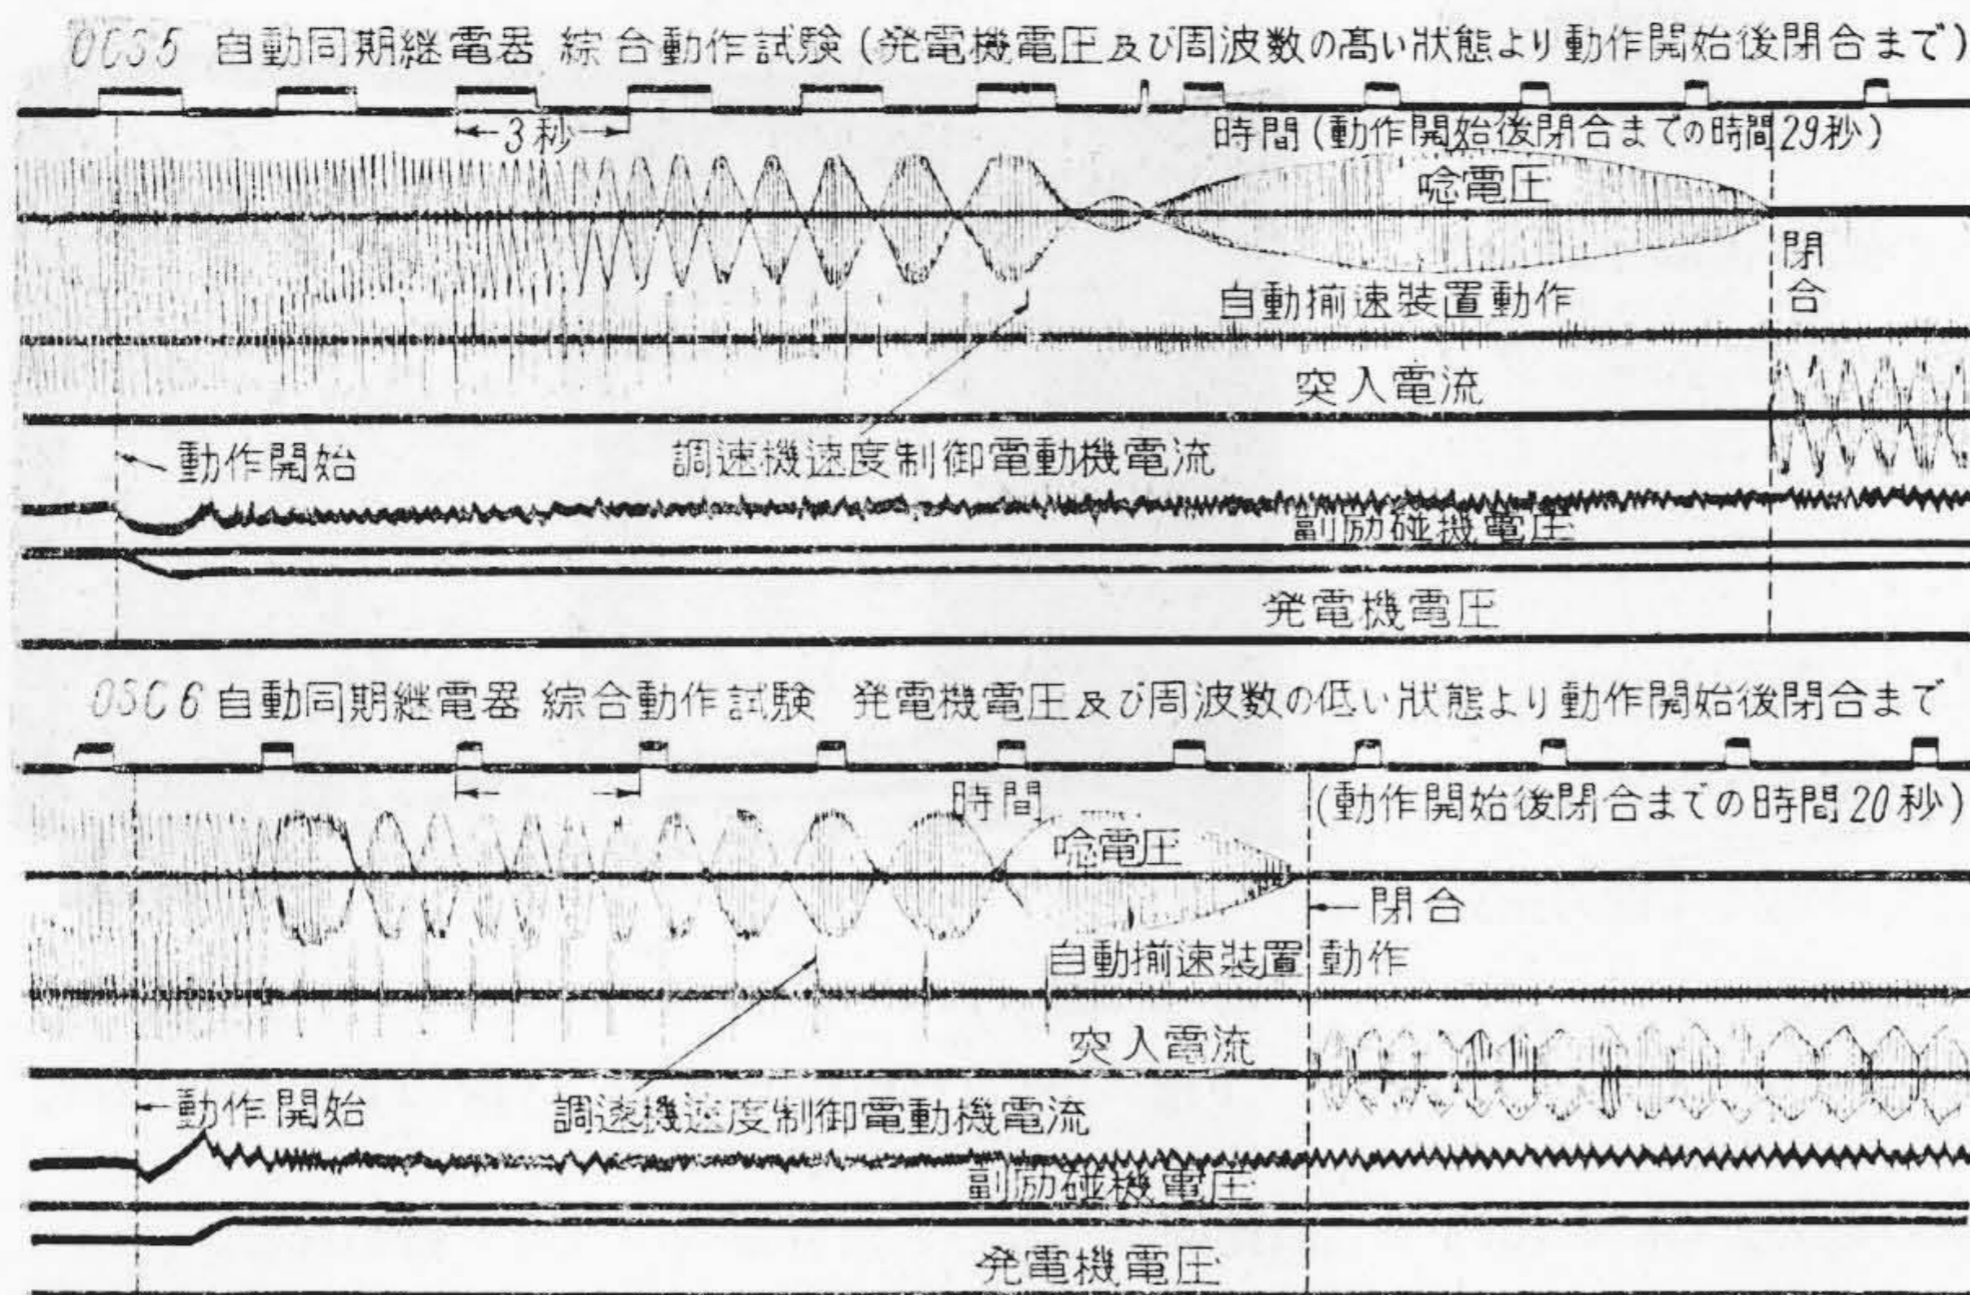 OCS5 自動同期継電器 綜合動作試験(発電機電圧及び周波数の高い狀態より動作開始後閉合まで)
3秒
時間(動作開始後閉合までの時間29秒)
唸電圧
閉合
自動揃速装置動作
突入電流
動作開始
調速機速度制御電動機電流
副励磁機電圧
発電機電圧
OSC6 自動同期継電器 綜合動作試験 発電機電圧及び周波数の低い狀態より動作開始後閉合まで
時間
(動作開始後閉合までの時間20秒)
唸電圧
閉合
自動揃速装置動作
突入電流
動作開始
調速機速度制御電動機電流
副励磁機電圧
発電機電圧